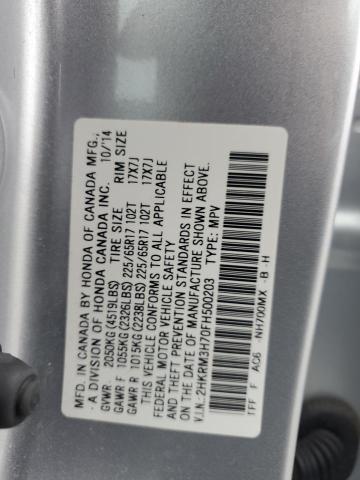 MFD. IN CANADA BY HONDA OF CANADA MFG., 10/'14
- A DIVISION OF HONDA CANADA INC.
GVWR. 2050KG (4519LBS) TIRE SIZE RIM SIZE
GAWR F 1055KG (2326LBS) 225/65R17 102T 17X7J
GAWR R 1015KG (2238LBS) 225/65R17 102T 17X7J
THIS VEHICLE CONFORMS TO ALL APPLICABLE
FEDERAL MOTOR VEHICLE SAFETY
AND THEFT PREVENTION STANDARDS IN EFFECT
ON THE DATE OF MANUFACTURE SHOWN ABOVE.
V.I.N.: 2HKRM3H70FH500203 TYPE: MPV
TFF F AC6 -NH700MX -B H